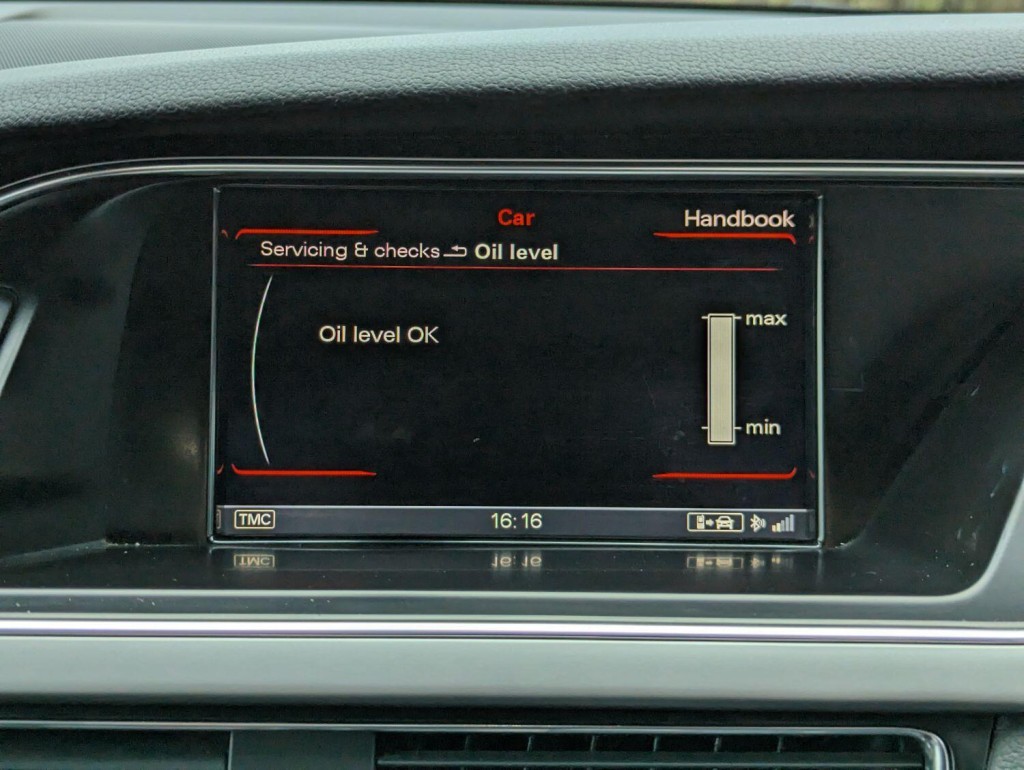 Car
Handbook
Servicing & checks Oil level
Oil level OK
max
min
TMC
16:16